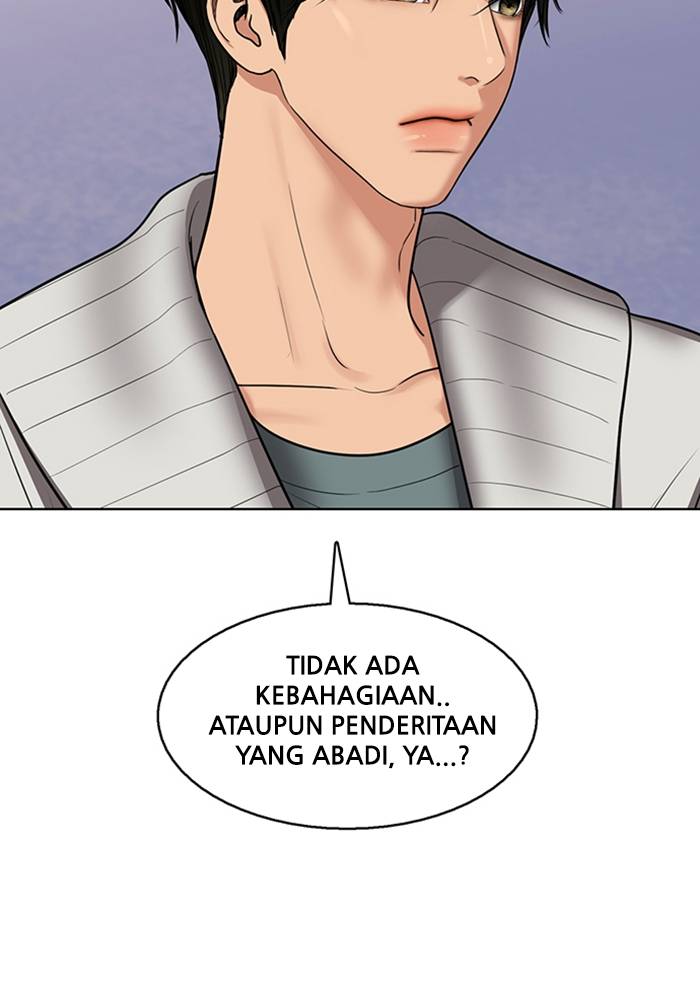 TIDAK ADA
KEBAHAGIAAN..
ATAUPUN PENDERITAAN
YANG ABADI, YA...?